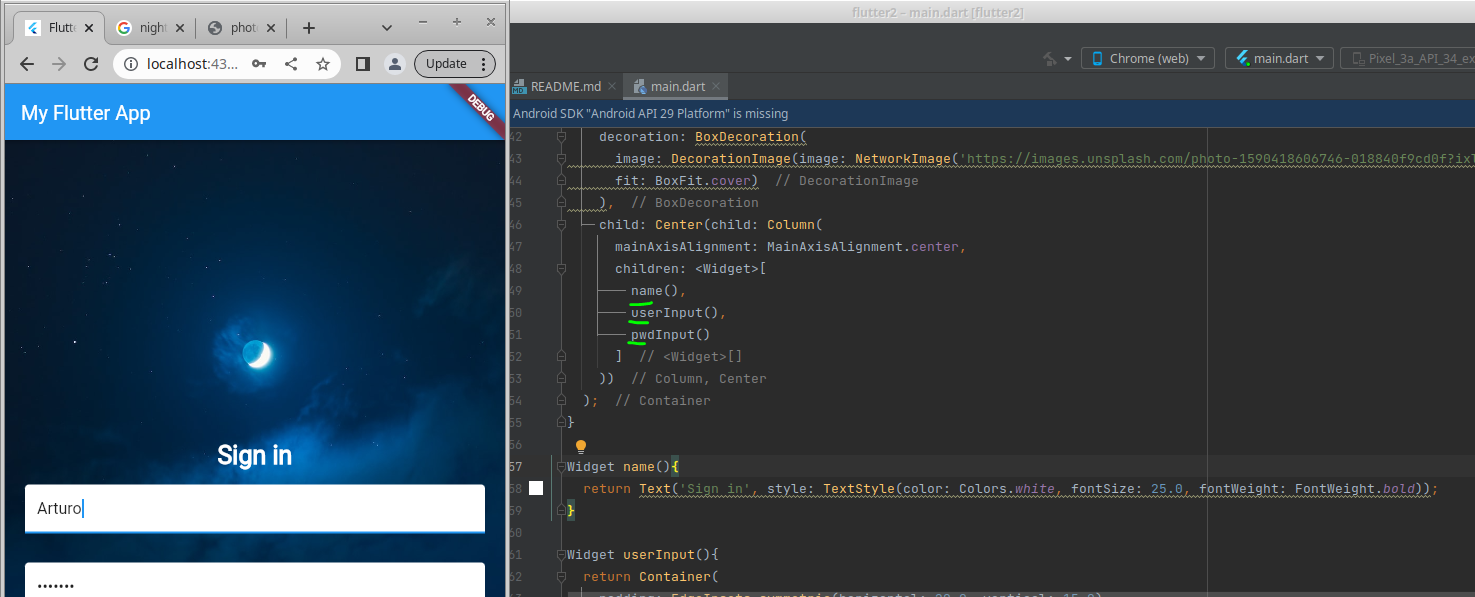 flutter2 – main.dart [flutter2]
Flutt
night
phot
localhost:43...
Update
Chrome (web)
main.dart
Pixel_3a_API_34_ex
README.md
main.dart
Android SDK "Android API 29 Platform" is missing
My Flutter App
DEBUG
Sign in
Arturo
•••••••
42 decoration: BoxDecoration(
43 image: DecorationImage(image: NetworkImage('https://images.unsplash.com/photo-1590418606746-018840f9cd0f?ixl
44 fit: BoxFit.cover) // DecorationImage
45 ), // BoxDecoration
46 child: Center(child: Column(
47 mainAxisAlignment: MainAxisAlignment.center,
48 children: <Widget>[
49 name(),
50 userInput(),
51 pwdInput()
52 ] // <Widget>[]
53 )) // Column, Center
54 ); // Container
55 }
56
57 Widget name(){
58 return Text('Sign in', style: TextStyle(color: Colors.white, fontSize: 25.0, fontWeight: FontWeight.bold));
59 }
60
61 Widget userInput(){
62 return Container(